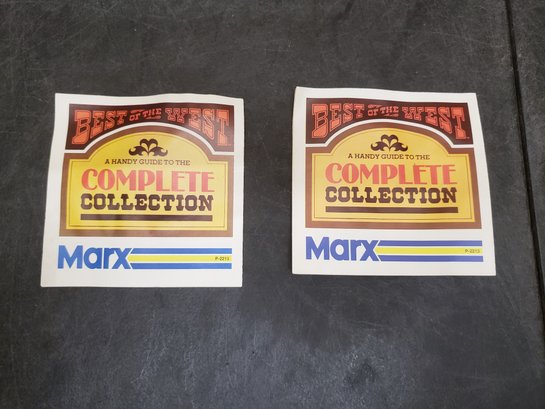 BEST OF THE WEST
A HANDY GUIDE TO THE
COMPLETE
COLLECTION
Marx
P-2213
BEST OF THE WEST
A HANDY GUIDE TO THE
COMPLETE
COLLECTION
Marx
P-2213